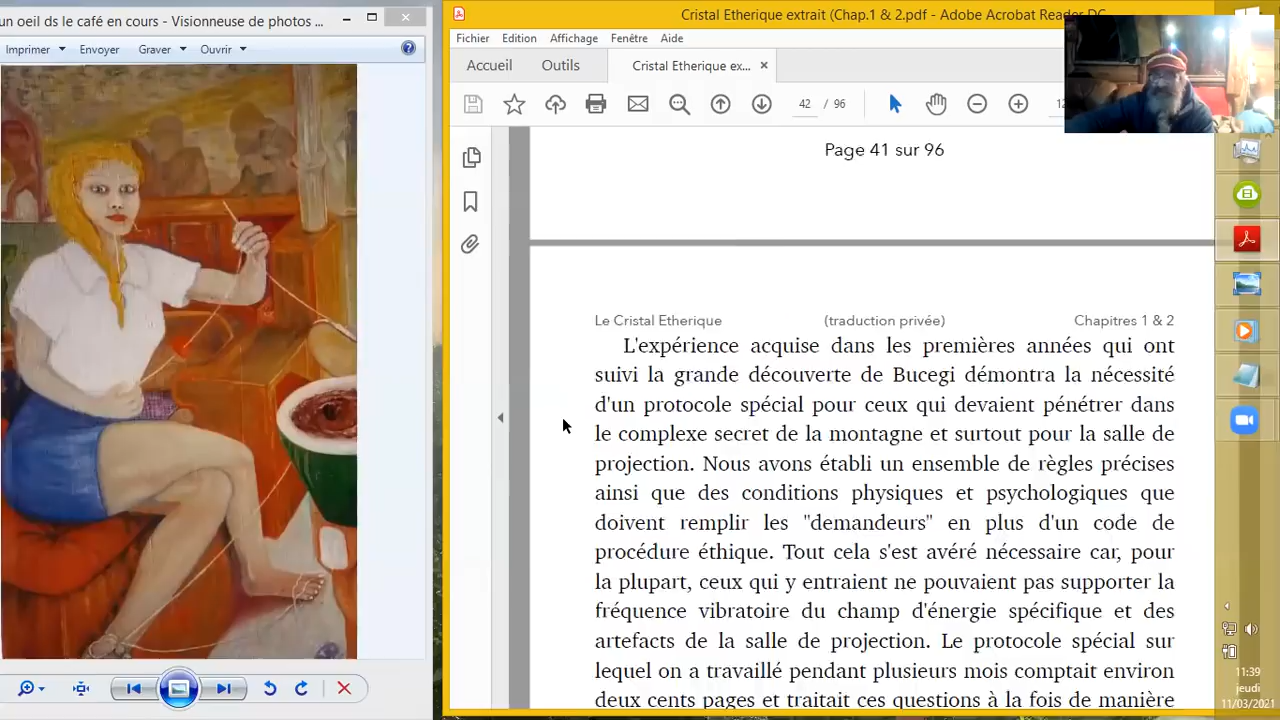 un oeil ds le café en cours - Visionneuse de photos ...
Imprimer Envoyer Graver Ouvrir
Cristal Etherique extrait (Chap.1 & 2.pdf - Adobe Acrobat Reader DC
Fichier Edition Affichage Fenêtre Aide
Accueil Outils Cristal Etherique ex...
42 / 96
Page 41 sur 96
Le Cristal Etherique (traduction privée) Chapitres 1 & 2
L'expérience acquise dans les premières années qui ont
suivi la grande découverte de Bucegi démontra la nécessité
d'un protocole spécial pour ceux qui devaient pénétrer dans
le complexe secret de la montagne et surtout pour la salle de
projection. Nous avons établi un ensemble de règles précises
ainsi que des conditions physiques et psychologiques que
doivent remplir les "demandeurs" en plus d'un code de
procédure éthique. Tout cela s'est avéré nécessaire car, pour
la plupart, ceux qui y entraient ne pouvaient pas supporter la
fréquence vibratoire du champ d'énergie spécifique et des
artefacts de la salle de projection. Le protocole spécial sur
lequel on a travaillé pendant plusieurs mois comptait environ
deux cents pages et traitait ces questions à la fois de manière
11:39
jeudi
11/03/2021